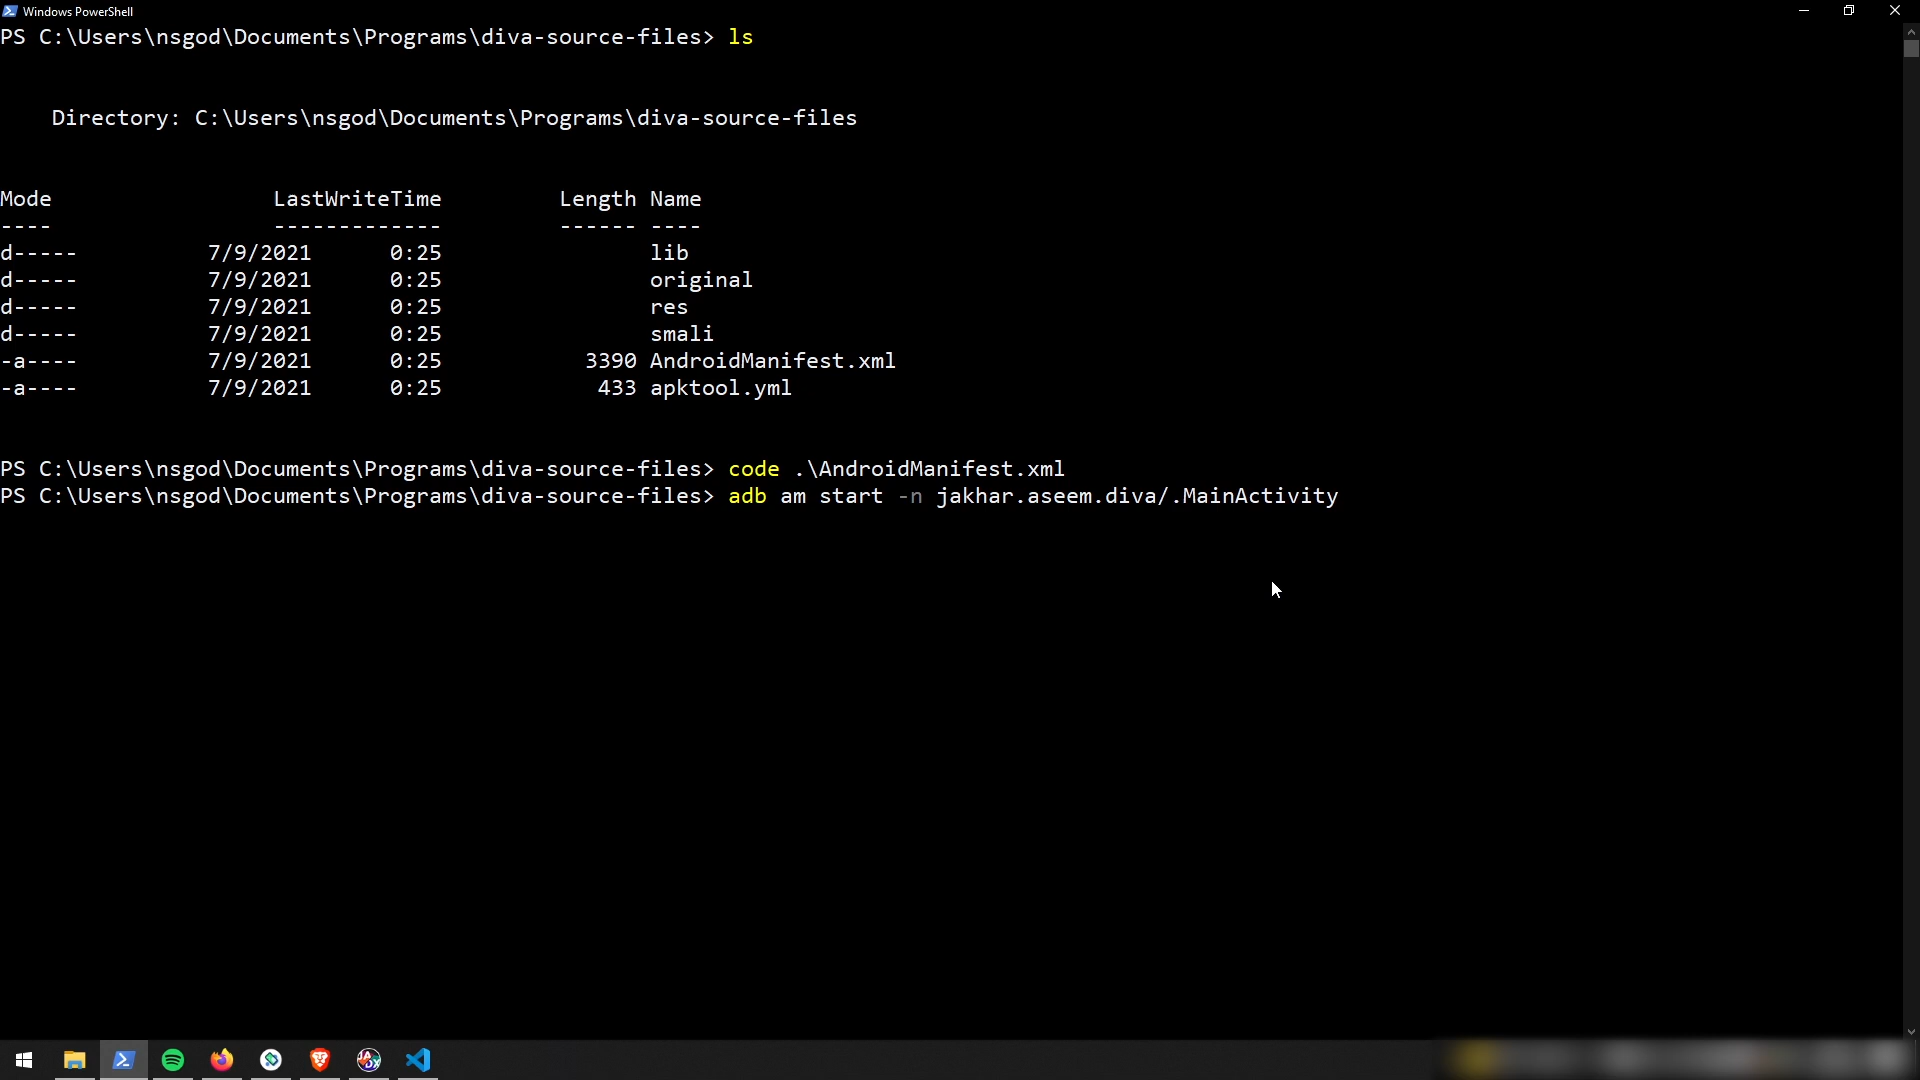 Windows PowerShell
PS C:\Users\nsgod\Documents\Programs\diva-source-files> ls
Directory: C:\Users\nsgod\Documents\Programs\diva-source-files
Mode LastWriteTime Length Name
---- ------------- ------ ----
d----- 7/9/2021 0:25 lib
d----- 7/9/2021 0:25 original
d----- 7/9/2021 0:25 res
d----- 7/9/2021 0:25 smali
-a---- 7/9/2021 0:25 3390 AndroidManifest.xml
-a---- 7/9/2021 0:25 433 apktool.yml
PS C:\Users\nsgod\Documents\Programs\diva-source-files> code .\AndroidManifest.xml
PS C:\Users\nsgod\Documents\Programs\diva-source-files> adb am start -n jakhar.aseem.diva/.MainActivity